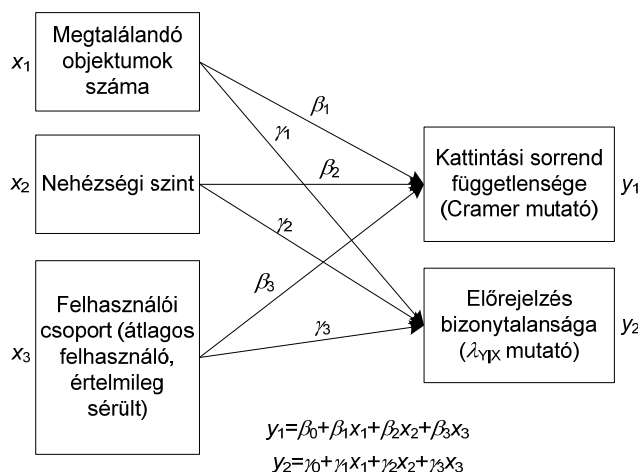 Megtalálandó
objektumok
száma
x₁
β₁
γ₁
Nehézségi szint
x₂
β₂
γ₂
Kattintási sorrend
függetlensége
(Cramer mutató)
y₁
Felhasználói
csoport (átlagos
felhasználó,
értelmileg
sérült)
x₃
β₃
γ₃
Előrejelzés
bizonytalansága
(λY|X mutató)
y₂
y₁=β₀+β₁x₁+β₂x₂+β₃x₃
y₂=γ₀+γ₁x₁+γ₂x₂+γ₃x₃